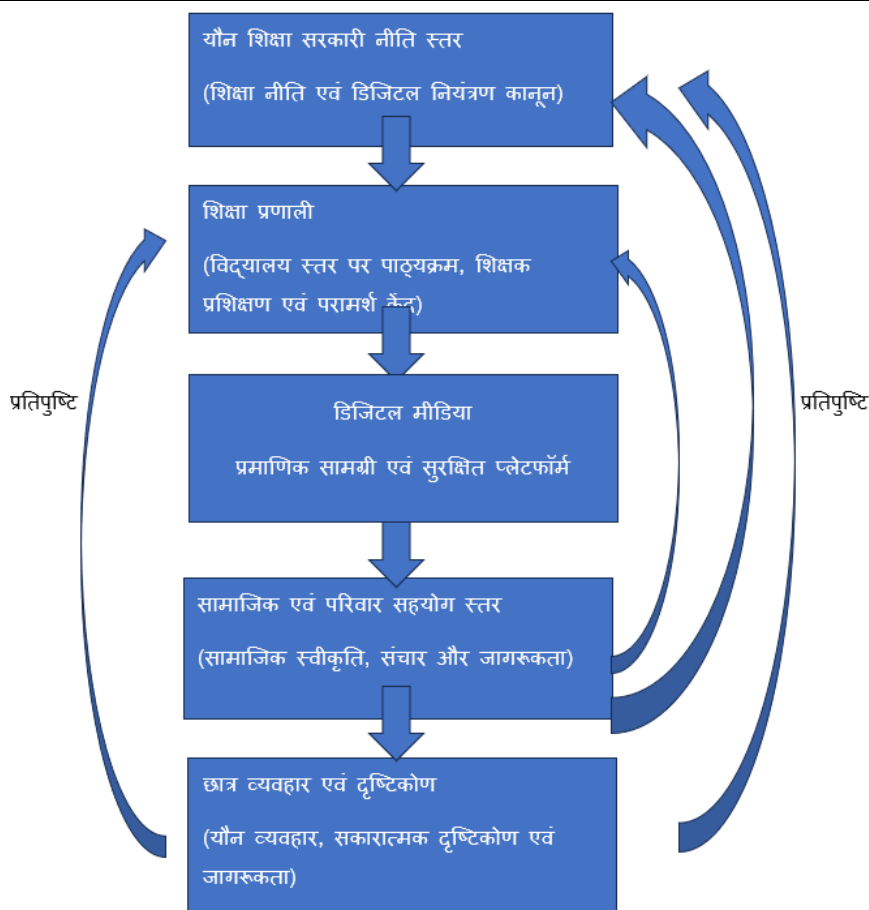 यौन शिक्षा सरकारी नीति स्तर
(शिक्षा नीति एवं डिजिटल नियंत्रण कानून)
शिक्षा प्रणाली
(विद्यालय स्तर पर पाठ्यक्रम, शिक्षक
प्रशिक्षण एवं परामर्श केंद्र)
प्रतिपुष्टि
प्रतिपुष्टि
डिजिटल मीडिया
प्रमाणिक सामग्री एवं सुरक्षित प्लेटफॉर्म
सामाजिक एवं परिवार सहयोग स्तर
(सामाजिक स्वीकृति, संचार और जागरूकता)
छात्र व्यवहार एवं दृष्टिकोण
(यौन व्यवहार, सकारात्मक दृष्टिकोण एवं
जागरूकता)